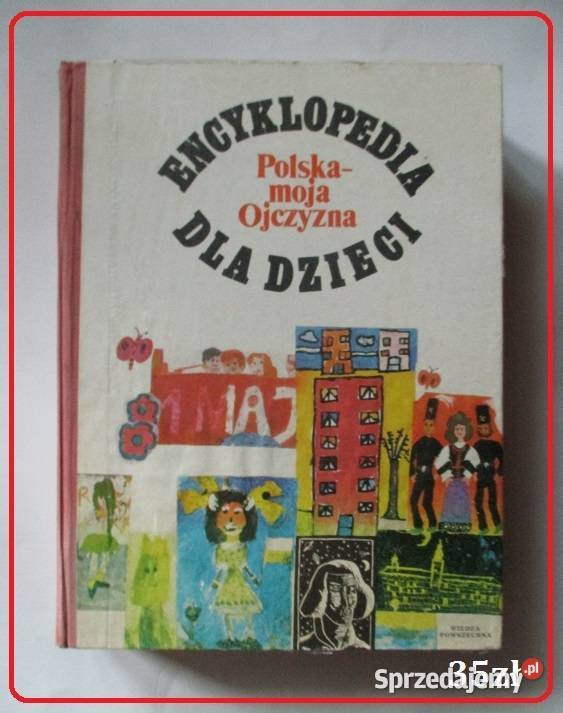 ENCYKLOPEDIA
Polska-
moja
Ojczyzna
DLA DZIECI
1 MAJ
WIEDZA
POWSZECHNA
35zł
Sprzedajemy.pl